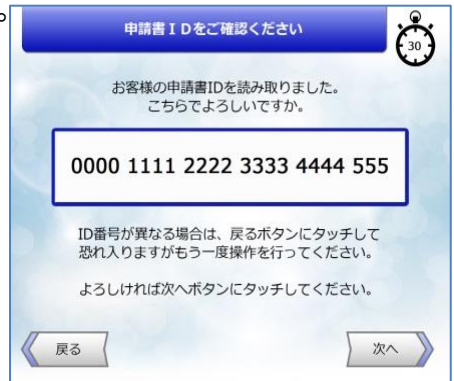 。
申請書IDをご確認ください
30
お客様の申請書IDを読み取りました。
こちらでよろしいですか。
0000 1111 2222 3333 4444 555
ID番号が異なる場合は、戻るボタンにタッチして
恐れ入りますがもう一度操作を行ってください。
よろしければ次へボタンにタッチしてください。
戻る
次へ